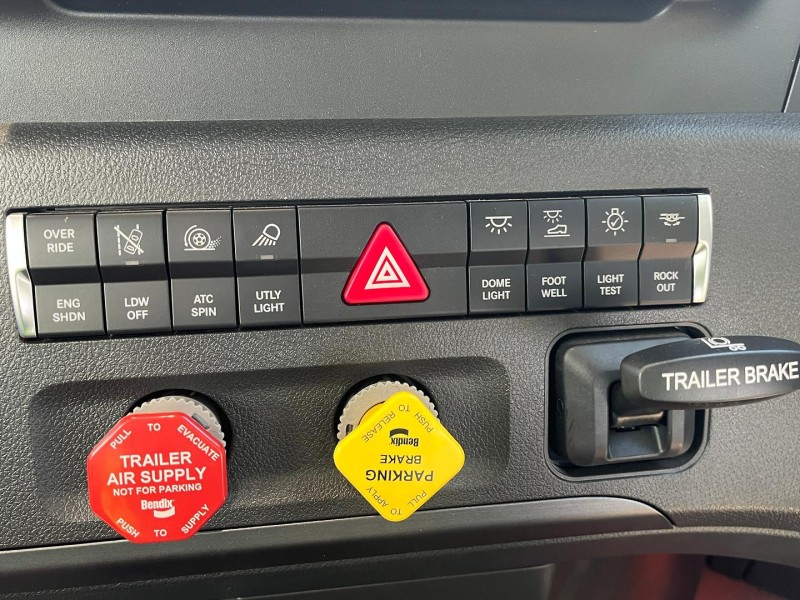 OVER
RIDE
ENG
SHDN
LDW
OFF
ATC
SPIN
UTLY
LIGHT
DOME
LIGHT
FOOT
WELL
LIGHT
TEST
ROCK
OUT
PULL TO EVACUATE
TRAILER
AIR SUPPLY
NOT FOR PARKING
Bendix
PUSH TO SUPPLY
PULL TO APPLY
PARKING
BRAKE
Bendix
PUSH TO RELEASE
TRAILER BRAKE